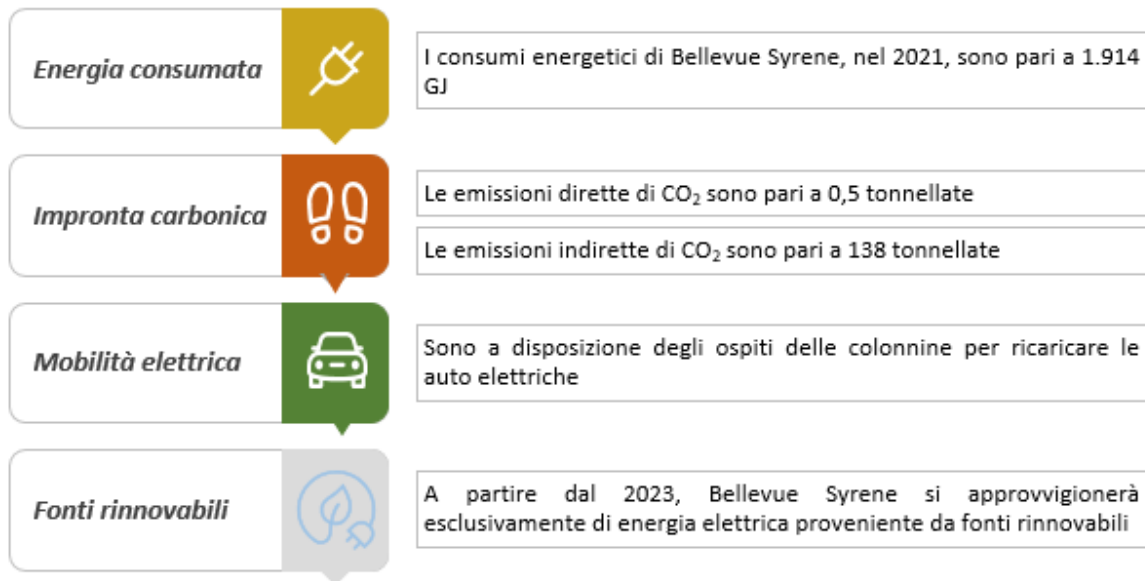 Energia consumata
I consumi energetici di Bellevue Syrene, nel 2021, sono pari a 1.914
GJ
Impronta carbonica
Le emissioni dirette di CO₂ sono pari a 0,5 tonnellate
Le emissioni indirette di CO₂ sono pari a 138 tonnellate
Mobilità elettrica
Sono a disposizione degli ospiti delle colonnine per ricaricare le
auto elettriche
Fonti rinnovabili
A partire dal 2023, Bellevue Syrene si approvvigionerà
esclusivamente di energia elettrica proveniente da fonti rinnovabili